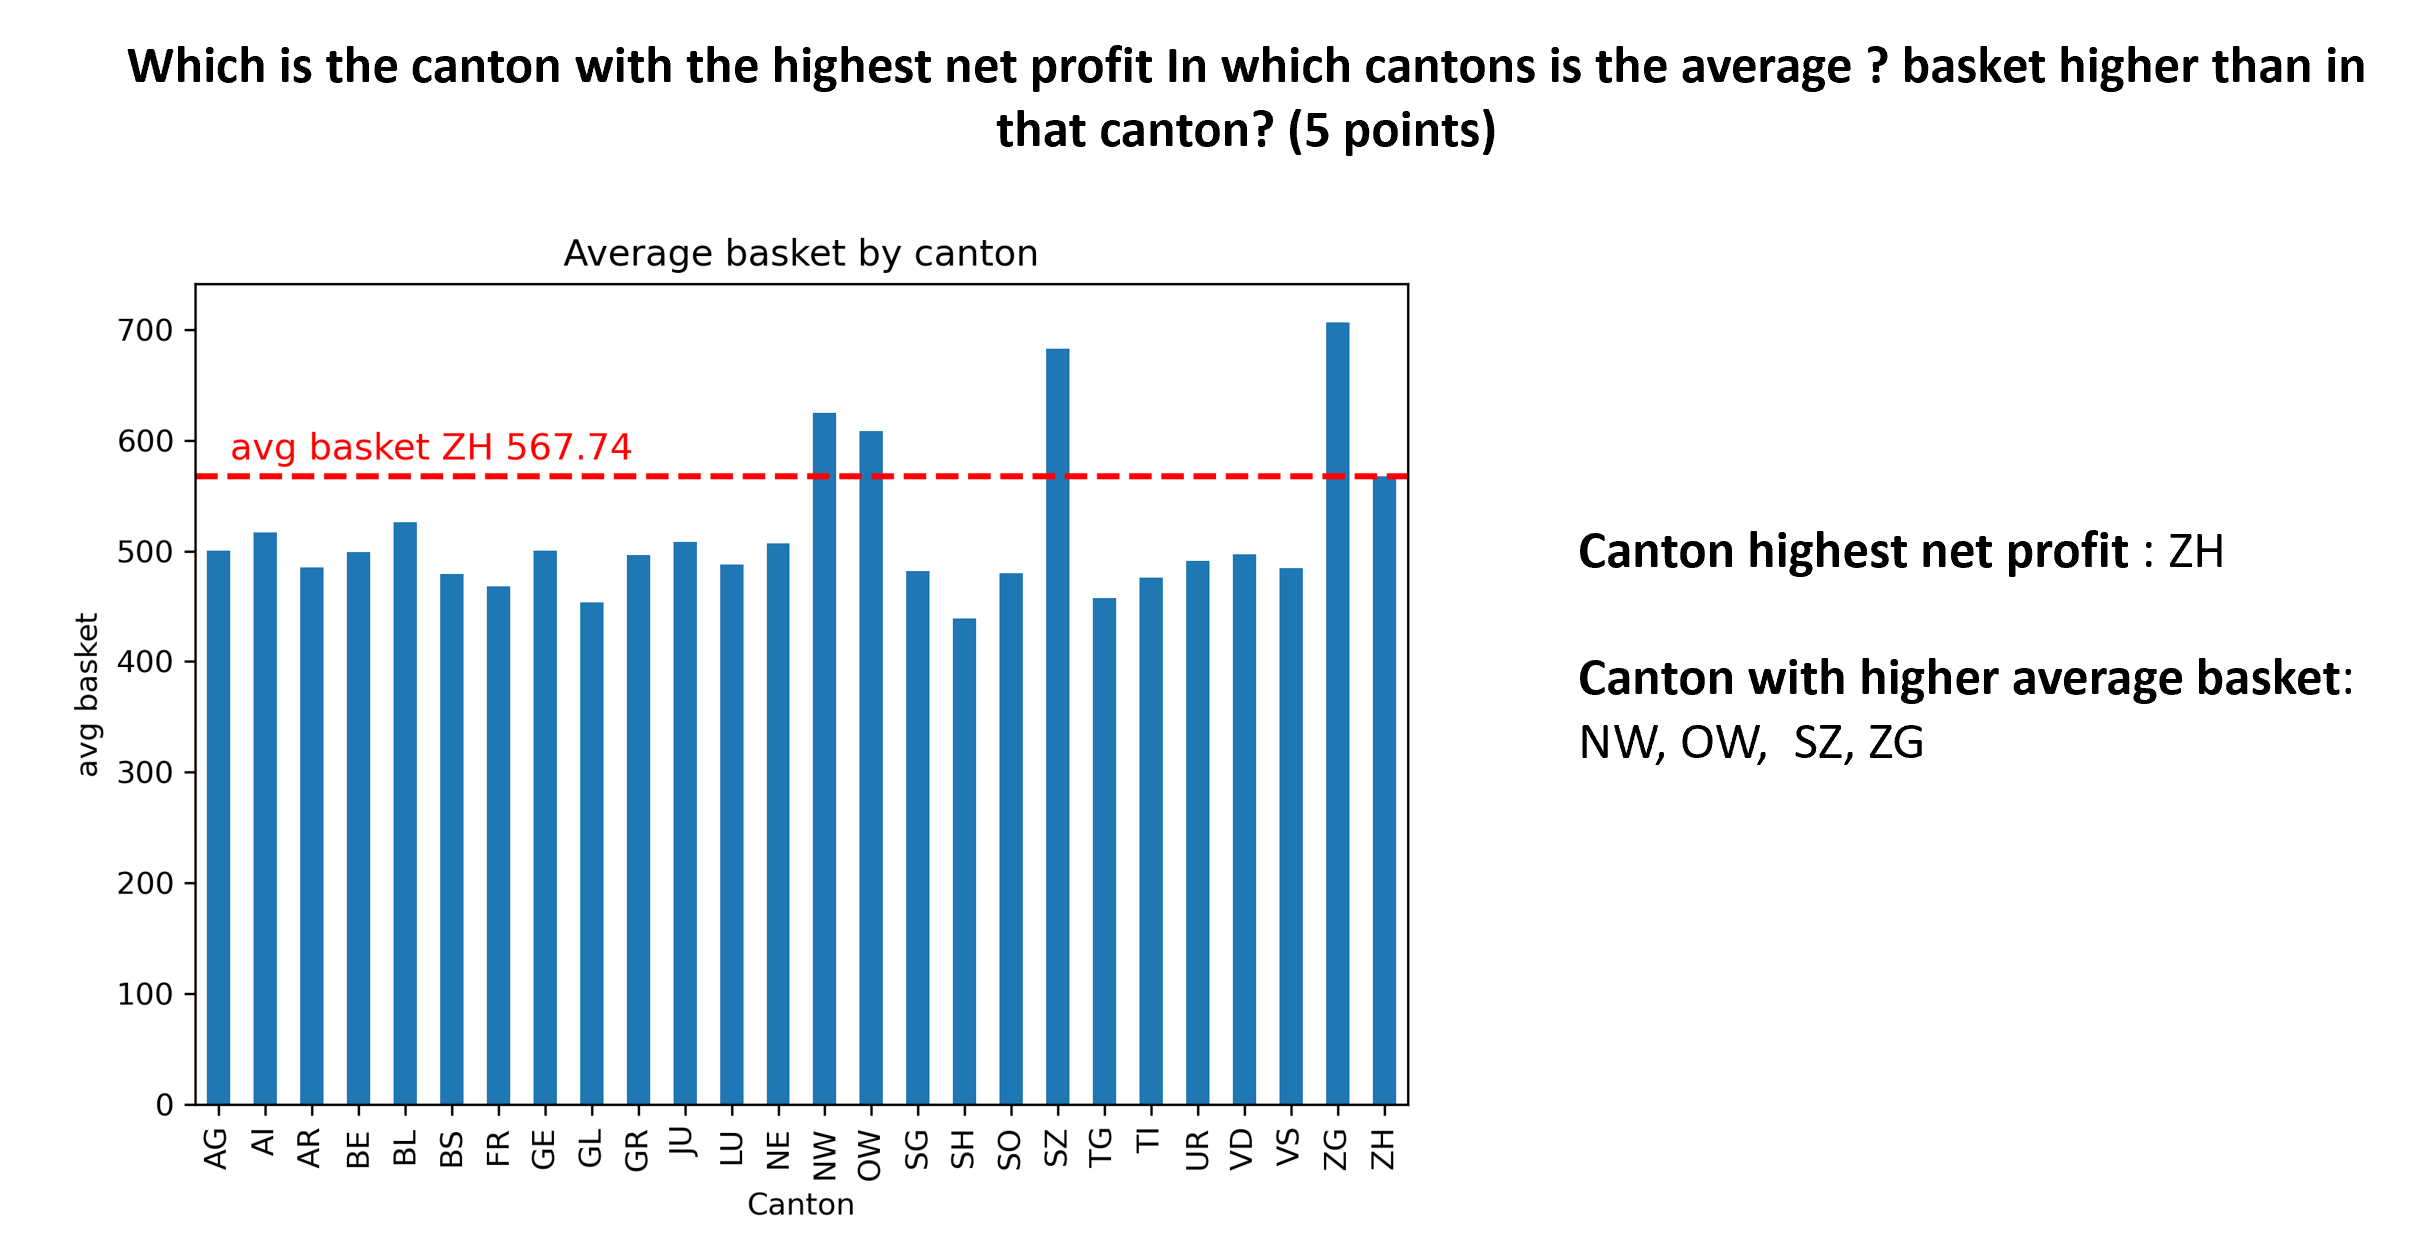 Which is the canton with the highest net profit In which cantons is the average ? basket higher than in
that canton? (5 points)
Average basket by canton
700
600
500
400
300
200
100
0
avg basket
avg basket ZH 567.74
AG
AI
AR
BE
BL
BS
FR
GE
GL
GR
JU
LU
NE
NW
OW
SG
SH
SO
SZ
TG
TI
UR
VD
VS
ZG
ZH
Canton
Canton highest net profit : ZH
Canton with higher average basket:
NW, OW,  SZ, ZG